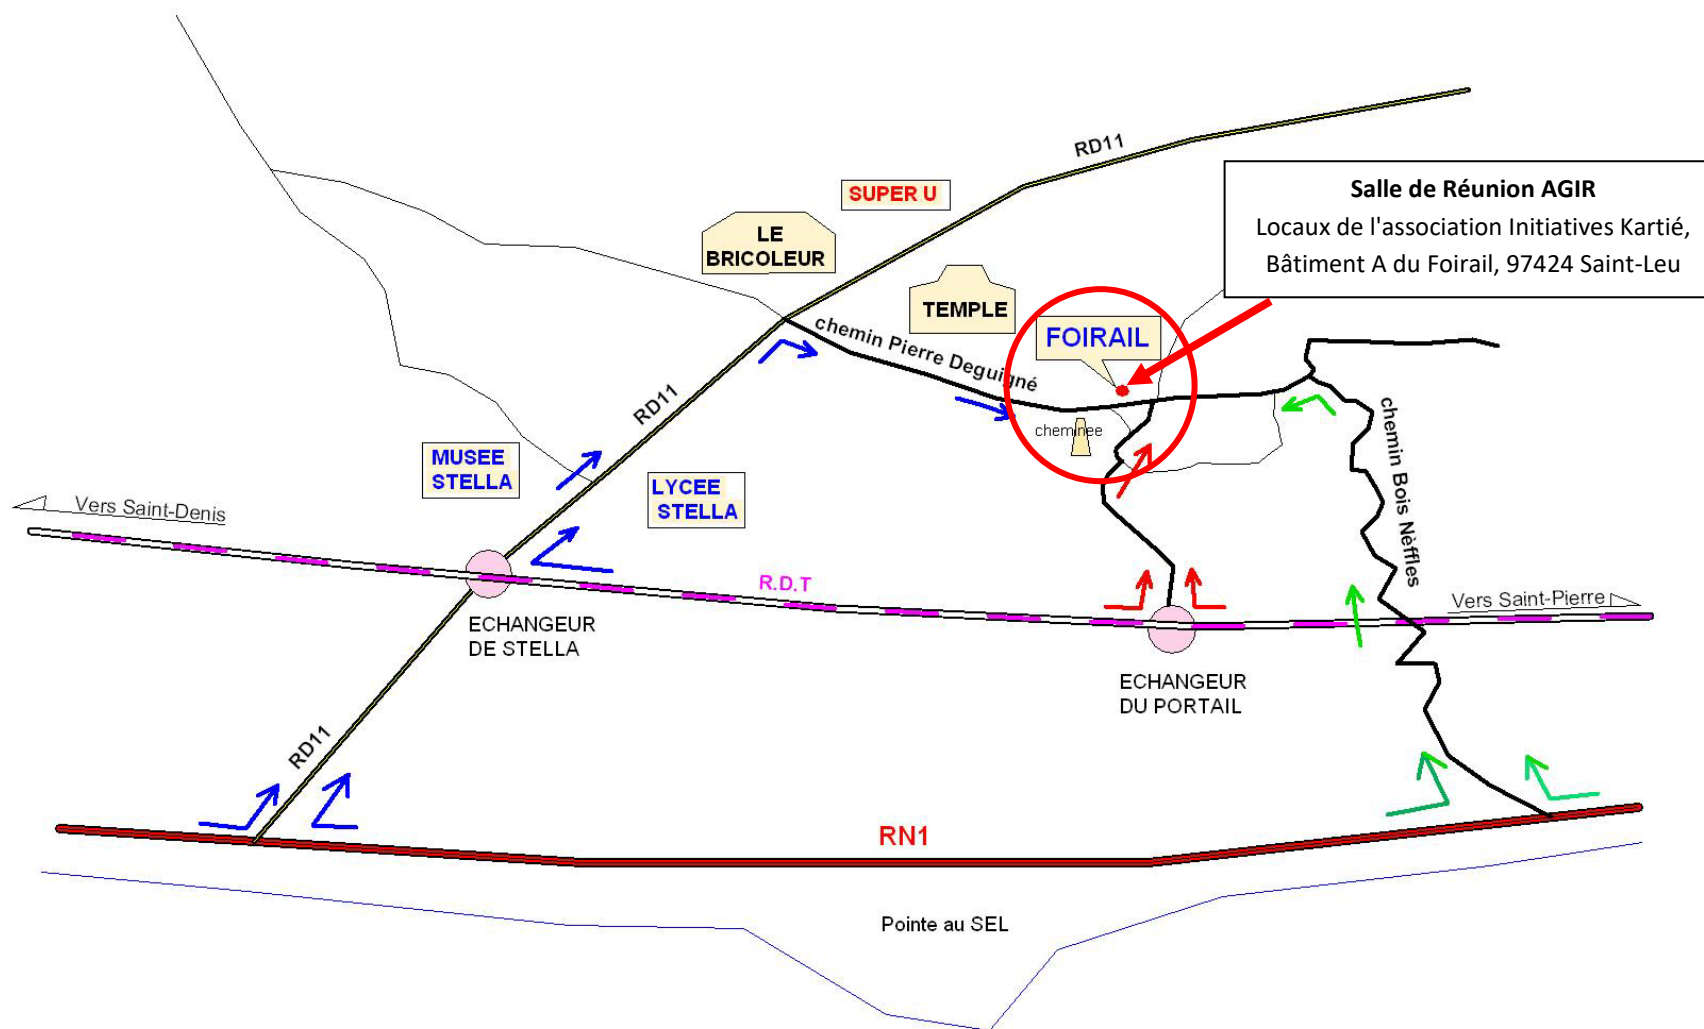 RD11
SUPER U
Salle de Réunion AGIR
Locaux de l'association Initiatives Kartié,
Bâtiment A du Foirail, 97424 Saint-Leu
LE
BRICOLEUR
TEMPLE
FOIRAIL
chemin Pierre Deguigné
RD11
cheminee
chemin Bois Nèffles
MUSEE
STELLA
LYCEE
STELLA
Vers Saint-Denis
R.D.T
Vers Saint-Pierre
ECHANGEUR
DE STELLA
ECHANGEUR
DU PORTAIL
RD11
RN1
Pointe au SEL